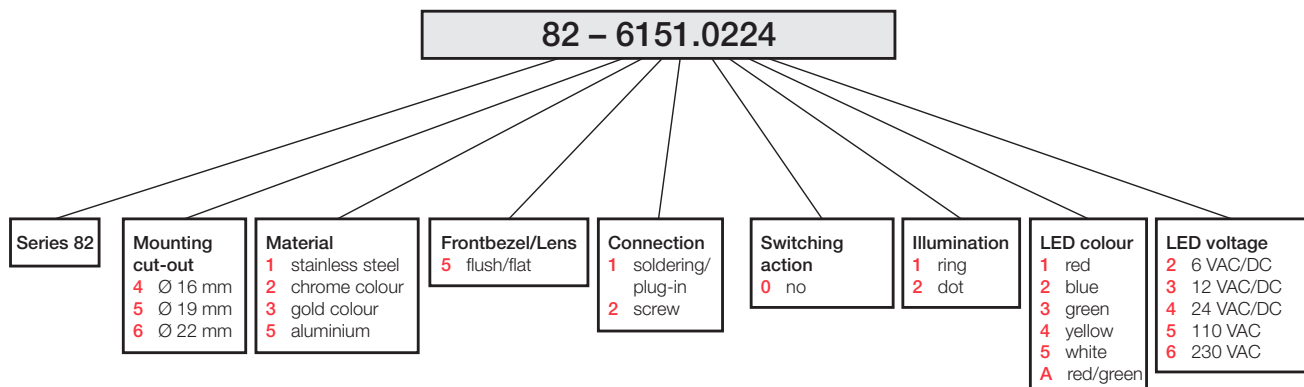 82 – 6151.0224
Series 82
Mounting
cut-out
4 Ø 16 mm
5 Ø 19 mm
6 Ø 22 mm
Material
1 stainless steel
2 chrome colour
3 gold colour
5 aluminium
Frontbezel/Lens
5 flush/flat
Connection
1 soldering/
plug-in
2 screw
Switching
action
0 no
Illumination
1 ring
2 dot
LED colour
1 red
2 blue
3 green
4 yellow
5 white
A red/green
LED voltage
2 6 VAC/DC
3 12 VAC/DC
4 24 VAC/DC
5 110 VAC
6 230 VAC